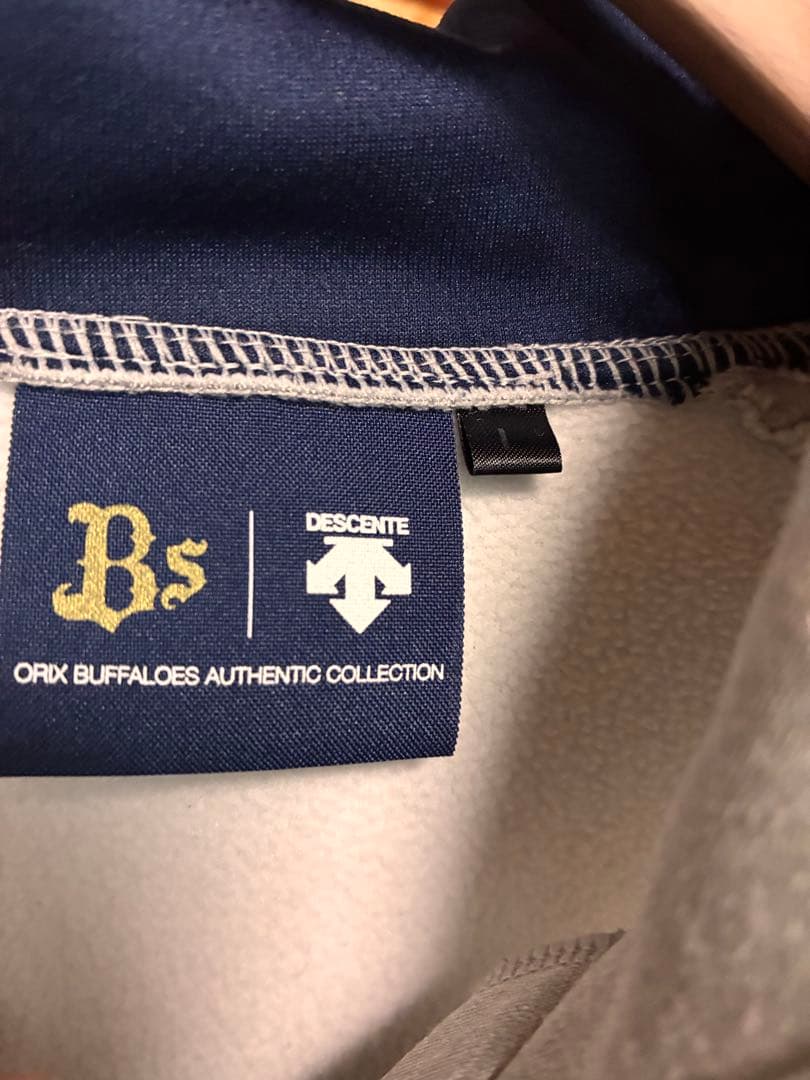 Bs
DESCENTE
ORIX BUFFALOES AUTHENTIC COLLECTION